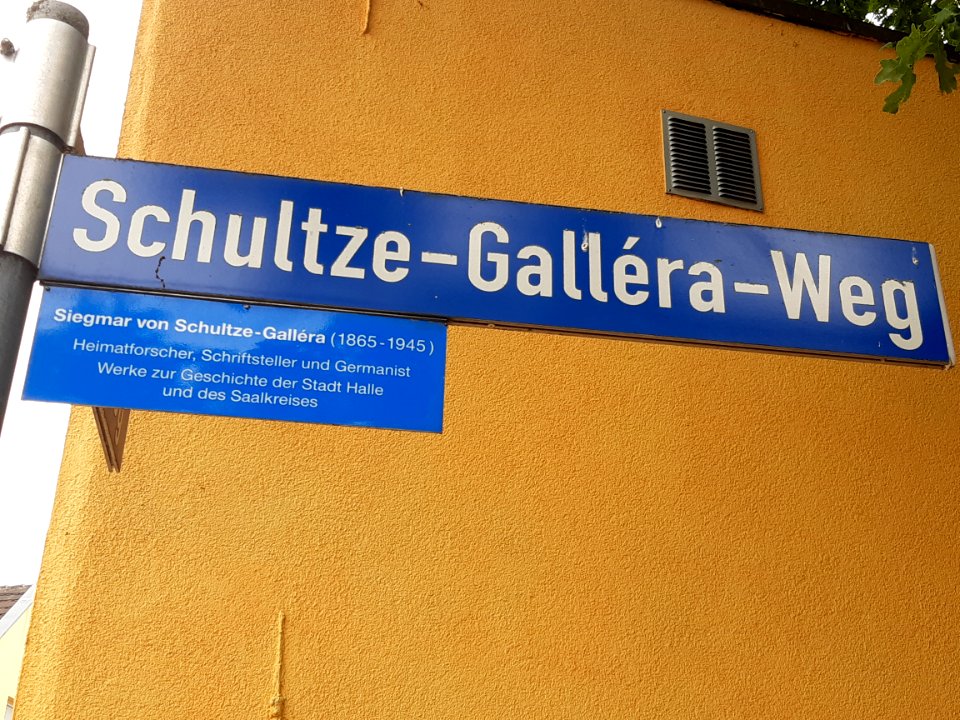 Schultze-Galléra-Weg
Siegmar von Schultze-Galléra (1865-1945)
Heimatforscher, Schriftsteller und Germanist
Werke zur Geschichte der Stadt Halle
und des Saalkreises